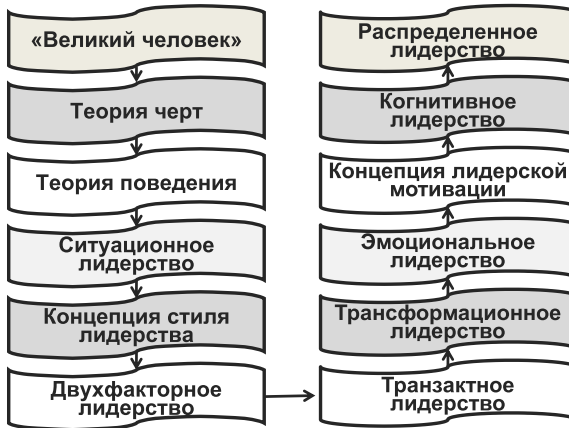 «Великий человек»
Теория черт
Теория поведения
Ситуационное
лидерство
Концепция стиля
лидерства
Двухфакторное
лидерство
Распределенное
лидерство
Когнитивное
лидерство
Концепция лидерской
мотивации
Эмоциональное
лидерство
Трансформационное
лидерство
Транзактное
лидерство